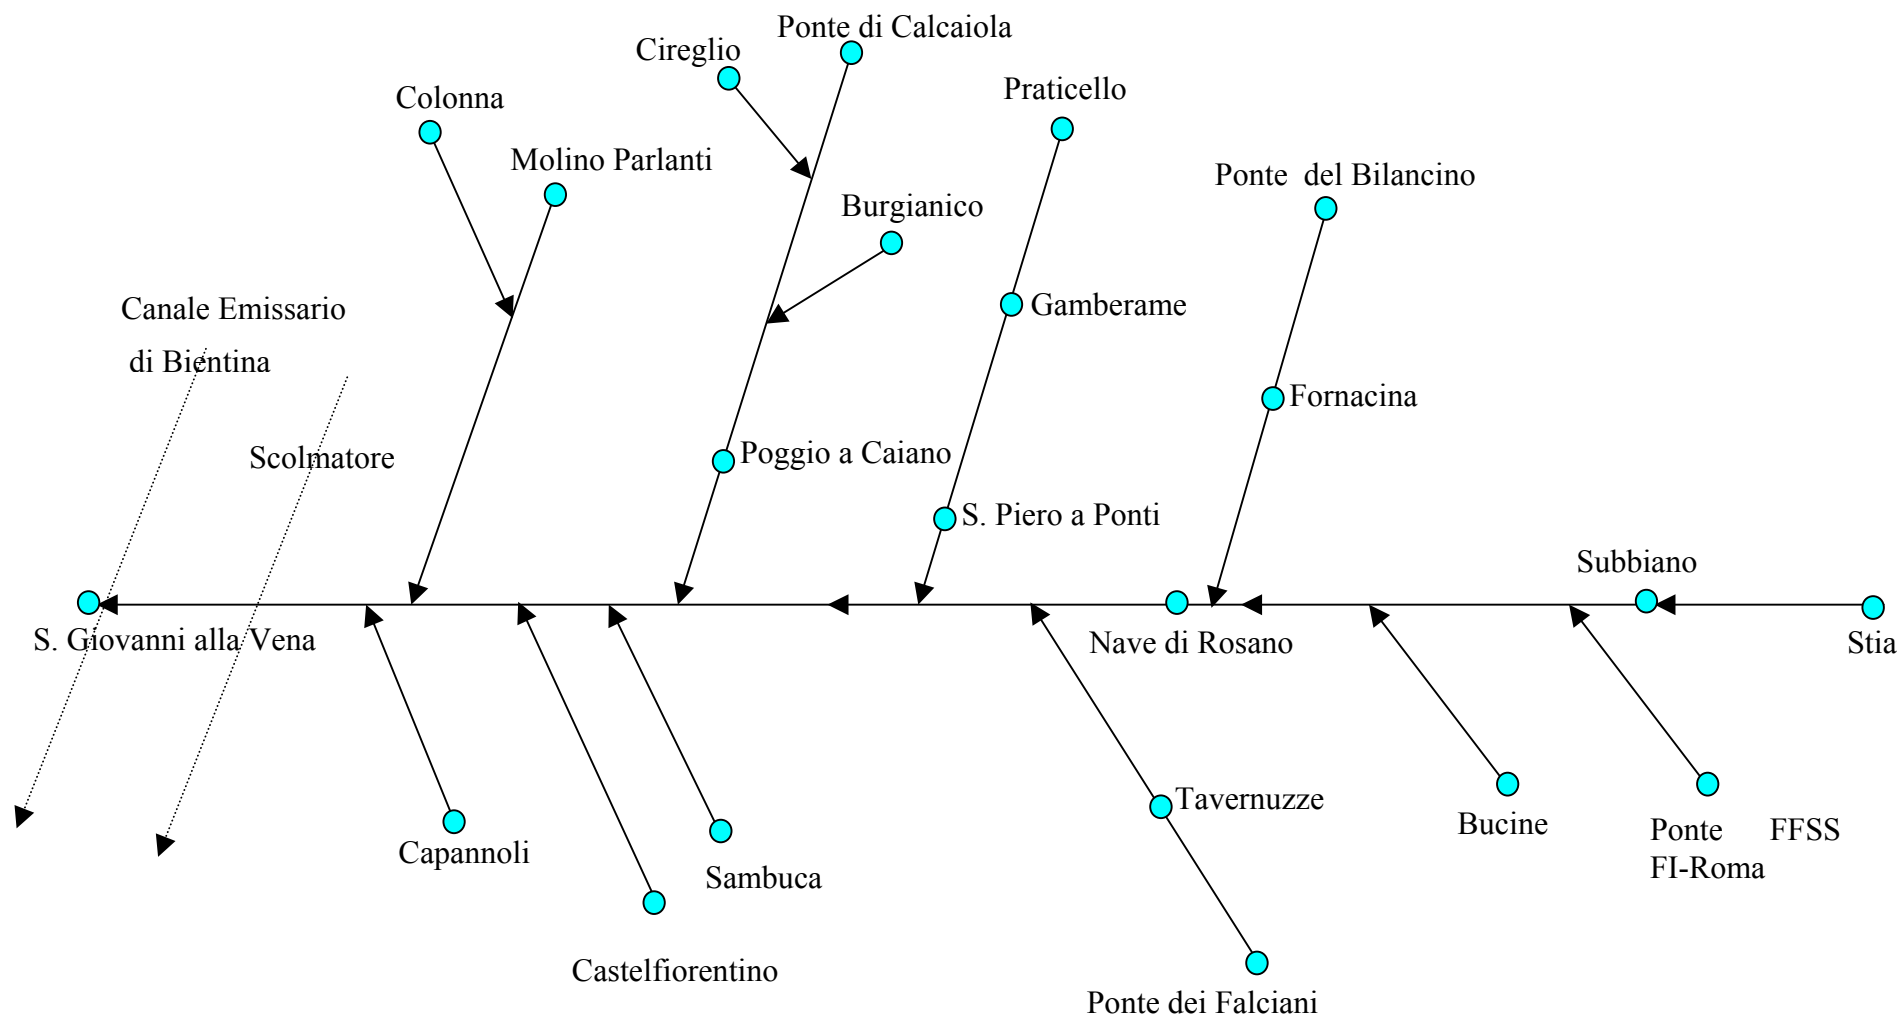 Ponte di Calcaiola
Cireglio
Praticello
Colonna
Molino Parlanti
Ponte del Bilancino
Burgianico
Canale Emissario
di Bientina
Gamberame
Fornacina
Scolmatore
Poggio a Caiano
S. Piero a Ponti
Subbiano
S. Giovanni alla Vena
Nave di Rosano
Stia
Tavernuzze
Bucine
Ponte FFSS
FI-Roma
Capannoli
Sambuca
Castelfiorentino
Ponte dei Falciani